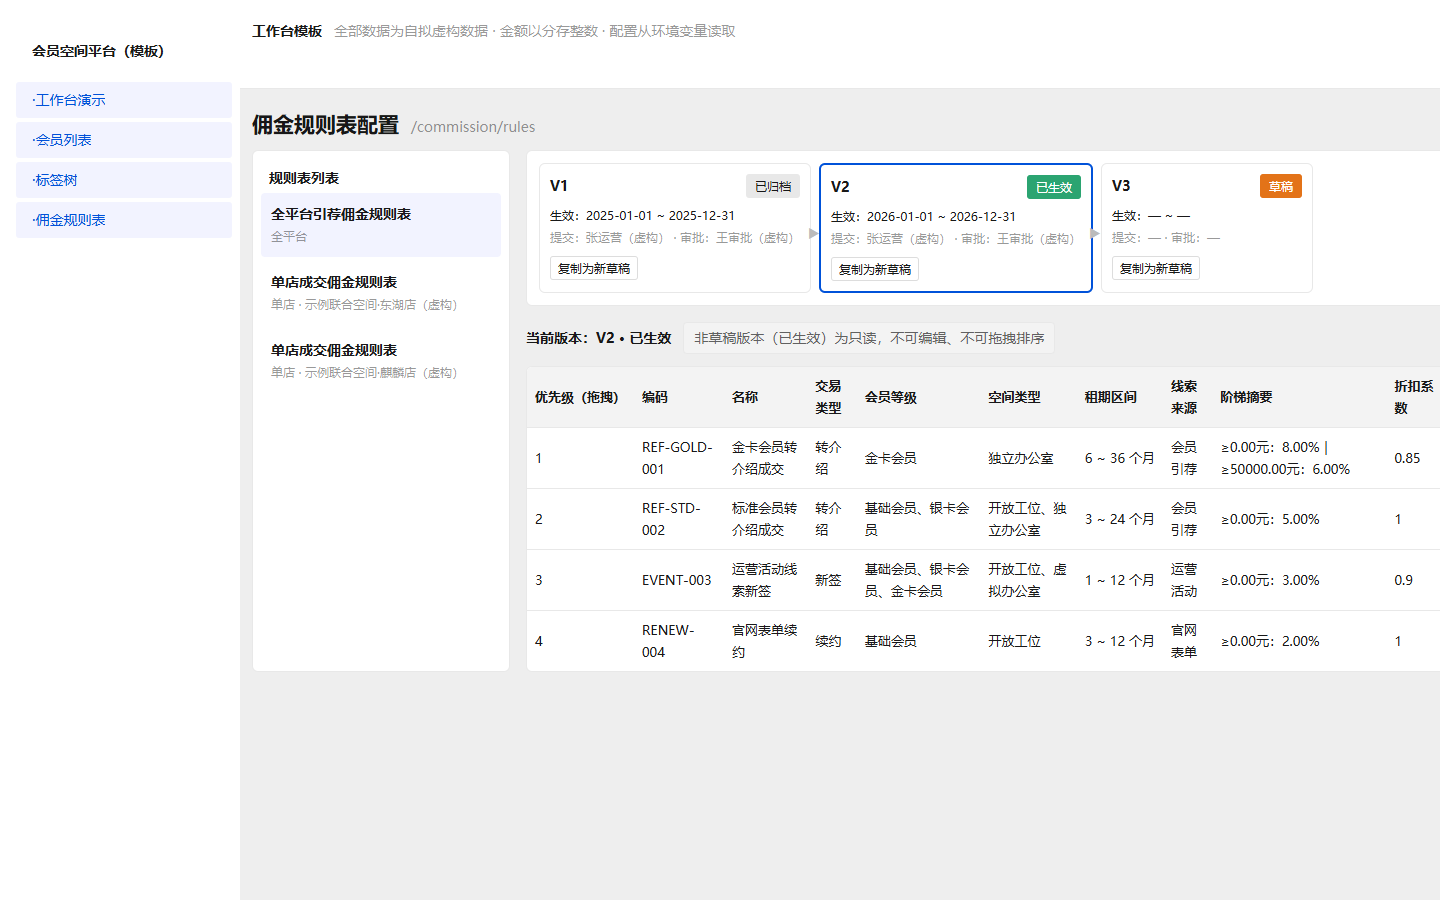 会员空间平台（模板）
·工作台演示
·会员列表
·标签树
·佣金规则表
工作台模板 全部数据为自拟虚构数据 · 金额以分存整数 · 配置从环境变量读取
佣金规则表配置 /commission/rules
规则表列表
全平台引荐佣金规则表
全平台
单店成交佣金规则表
单店 · 示例联合空间·东湖店（虚构）
单店成交佣金规则表
单店 · 示例联合空间·麒麟店（虚构）
V1 已归档
生效：2025-01-01 ~ 2025-12-31
提交：张运营（虚构） · 审批：王审批（虚构）
复制为新草稿
V2 已生效
生效：2026-01-01 ~ 2026-12-31
提交：张运营（虚构） · 审批：王审批（虚构）
复制为新草稿
V3 草稿
生效：— ~ —
提交：— · 审批：—
复制为新草稿
当前版本：V2 • 已生效 非草稿版本（已生效）为只读，不可编辑、不可拖拽排序
优先级（拖拽） 编码 名称 交易类型 会员等级 空间类型 租期区间 线索来源 阶梯摘要 折扣系数
1 REF-GOLD-001 金卡会员转介绍成交 转介绍 金卡会员 独立办公室 6 ~ 36 个月 会员引荐 ≥0.00元：8.00% | ≥50000.00元：6.00% 0.85
2 REF-STD-002 标准会员转介绍成交 转介绍 基础会员、银卡会员 开放工位、独立办公室 3 ~ 24 个月 会员引荐 ≥0.00元：5.00% 1
3 EVENT-003 运营活动线索新签 新签 基础会员、银卡会员、金卡会员 开放工位、虚拟办公室 1 ~ 12 个月 运营活动 ≥0.00元：3.00% 0.9
4 RENEW-004 官网表单续约 续约 基础会员 开放工位 3 ~ 12 个月 官网表单 ≥0.00元：2.00% 1